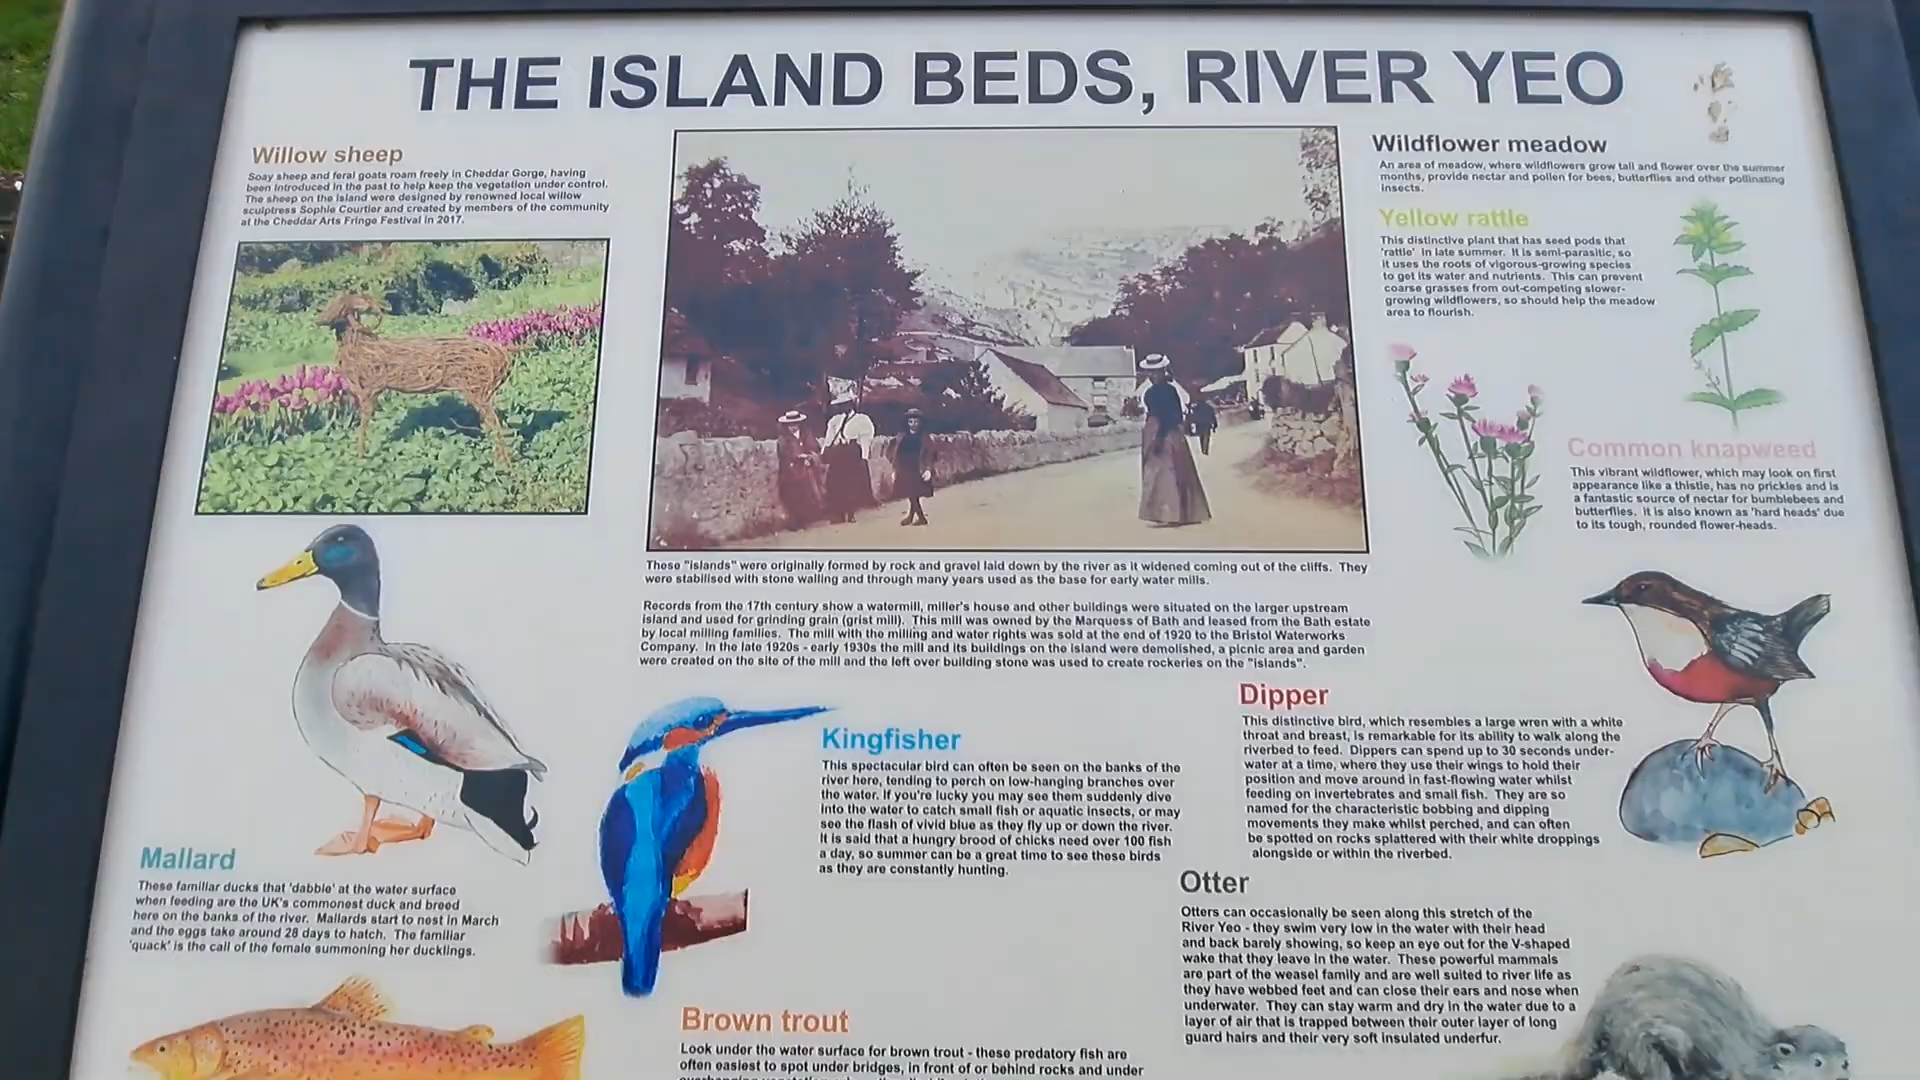 THE ISLAND BEDS, RIVER YEO
Willow sheep
Soay sheep and feral goats roam freely in Cheddar Gorge, having
been introduced in the past to help keep the vegetation under control.
The sheep on the island were designed by renowned local willow
sculptress Sophie Courtier and created by members of the community
at the Cheddar Arts Fringe Festival in 2017.
These "islands" were originally formed by rock and gravel laid down by the river as it widened coming out of the cliffs. They
were stabilised with stone walling and through many years used as the base for early water mills.
Records from the 17th century show a watermill, miller's house and other buildings were situated on the larger upstream
island and used for grinding grain (grist mill). This mill was owned by the Marquess of Bath and leased from the Bath estate
by local milling families. The mill with the milling and water rights was sold at the end of 1920 to the Bristol Waterworks
Company. In the late 1920s - early 1930s the mill and its buildings on the island were demolished, a picnic area and garden
were created on the site of the mill and the left over building stone was used to create rockeries on the "islands".
Wildflower meadow
An area of meadow, where wildflowers grow tall and flower over the summer
months, provide nectar and pollen for bees, butterflies and other pollinating
insects.
Yellow rattle
This distinctive plant that has seed pods that
'rattle' in late summer. It is semi-parasitic, so
it uses the roots of vigorous-growing species
to get its water and nutrients. This can prevent
coarse grasses from out-competing slower-
growing wildflowers, so should help the meadow
area to flourish.
Common knapweed
This vibrant wildflower, which may look on first
appearance like a thistle, has no prickles and is
a fantastic source of nectar for bumblebees and
butterflies. It is also known as 'hard heads' due
to its tough, rounded flower-heads.
Mallard
These familiar ducks that 'dabble' at the water surface
when feeding are the UK's commonest duck and breed
here on the banks of the river. Mallards start to nest in March
and the eggs take around 28 days to hatch. The familiar
'quack' is the call of the female summoning her ducklings.
Kingfisher
This spectacular bird can often be seen on the banks of the
river here, tending to perch on low-hanging branches over
the water. If you're lucky you may see them suddenly dive
into the water to catch small fish or aquatic insects, or may
see the flash of vivid blue as they fly up or down the river.
It is said that a hungry brood of chicks need over 100 fish
a day, so summer can be a great time to see these birds
as they are constantly hunting.
Dipper
This distinctive bird, which resembles a large wren with a white
throat and breast, is remarkable for its ability to walk along the
riverbed to feed. Dippers can spend up to 30 seconds under-
water at a time, where they use their wings to hold their
position and move around in fast-flowing water whilst
feeding on invertebrates and small fish. They are so
named for the characteristic bobbing and dipping
movements they make whilst perched, and can often
be spotted on rocks splattered with their white droppings
alongside or within the riverbed.
Otter
Otters can occasionally be seen along this stretch of the
River Yeo - they swim very low in the water with their head
and back barely showing, so keep an eye out for the V-shaped
wake that they leave in the water. These powerful mammals
are part of the weasel family and are well suited to river life as
they have webbed feet and can close their ears and nose when
underwater. They can stay warm and dry in the water due to a
layer of air that is trapped between their outer layer of long
guard hairs and their very soft insulated underfur.
Brown trout
Look under the water surface for brown trout - these predatory fish are
often easiest to spot under bridges, in front of or behind rocks and under